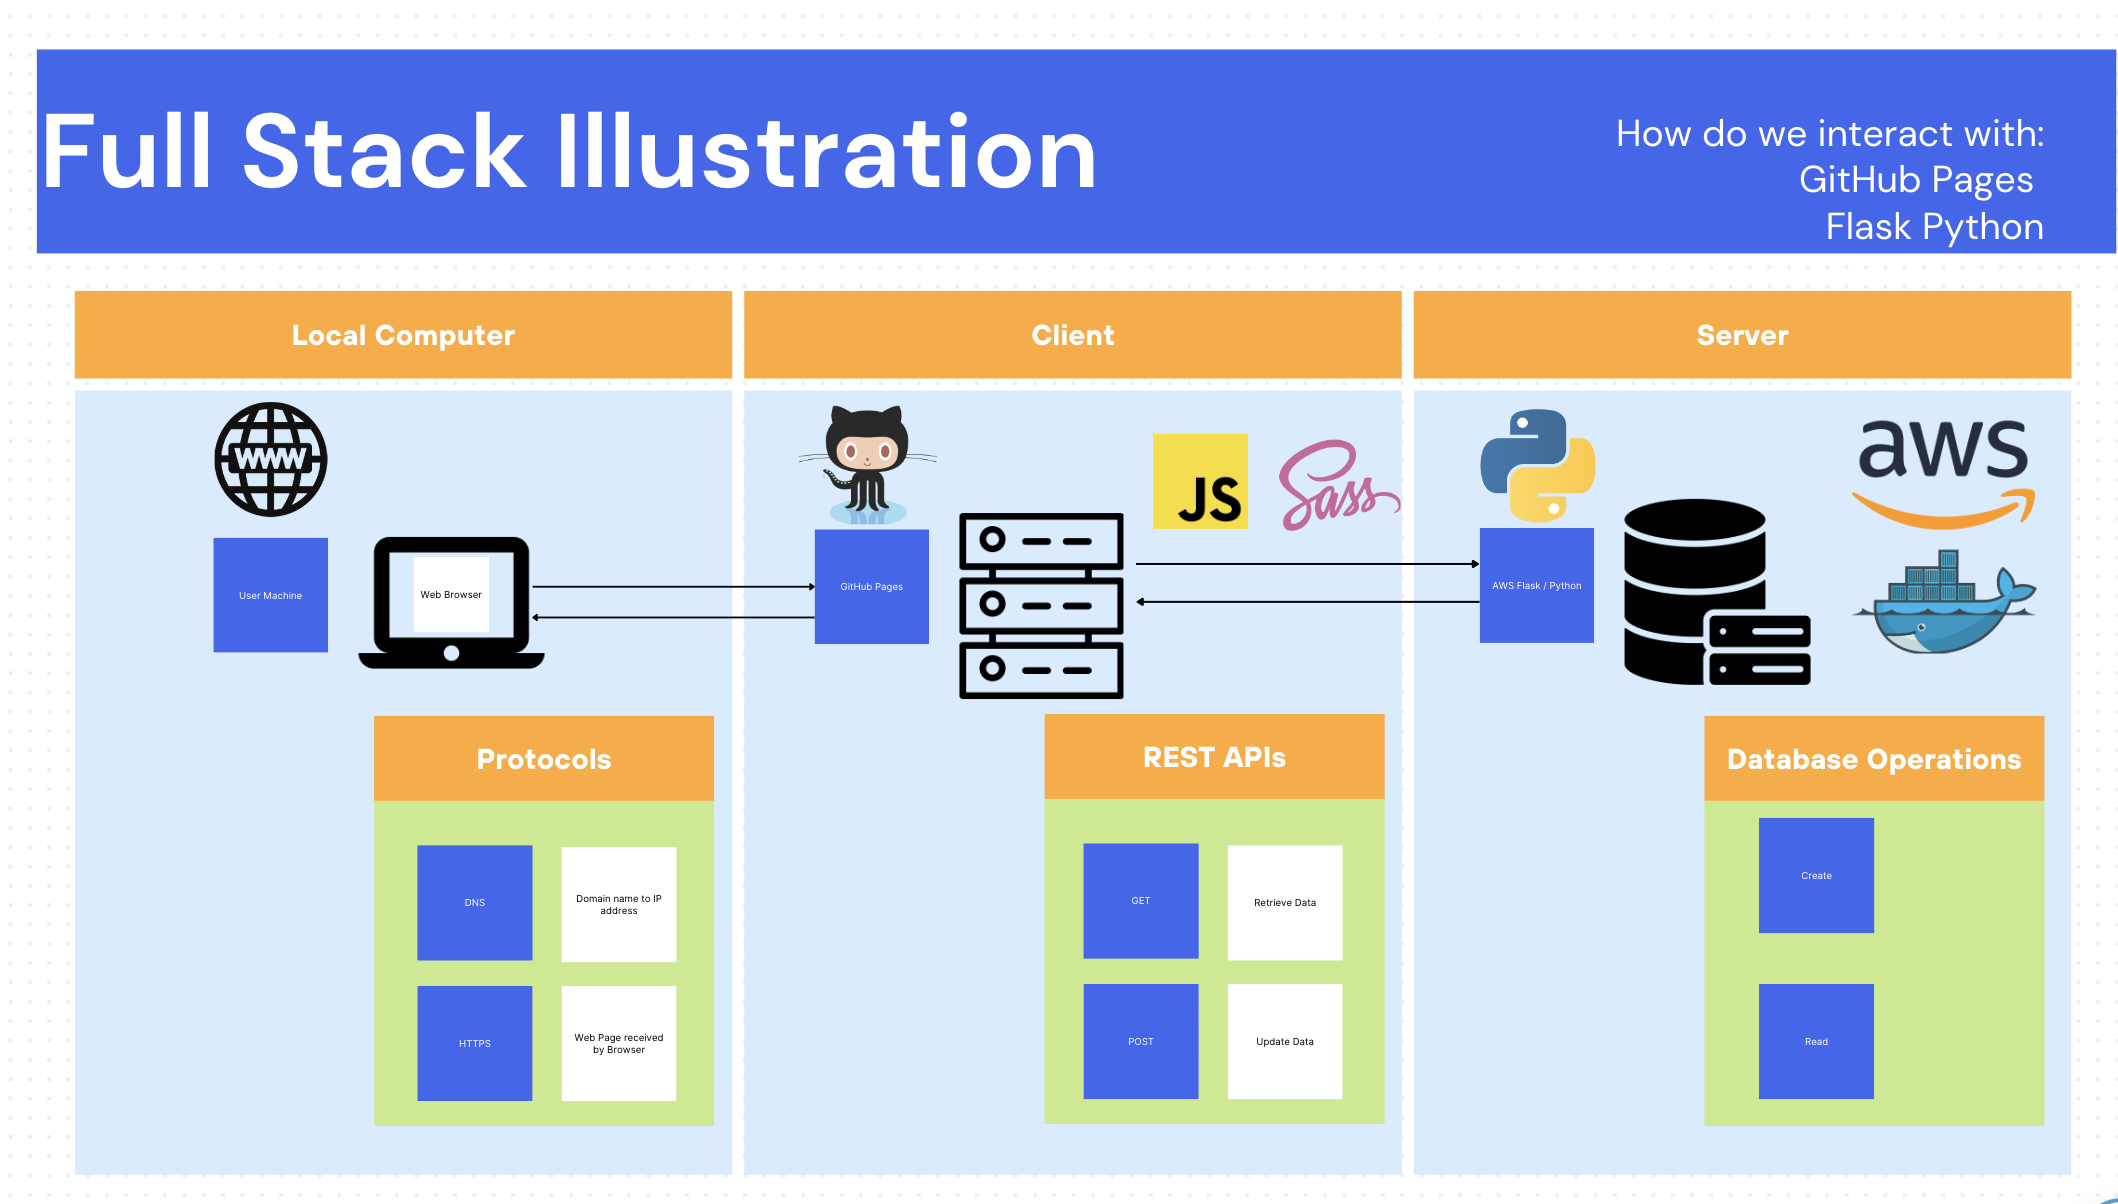 Full Stack Illustration
How do we interact with:
GitHub Pages
Flask Python
Local Computer
Client
Server
WWW
JS
Sass
aws
User Machine
Web Browser
GitHub Pages
AWS Flask / Python
Protocols
DNS
Domain name to IP
address
HTTPS
Web Page received
by Browser
REST APIs
GET
Retrieve Data
POST
Update Data
Database Operations
Create
Read